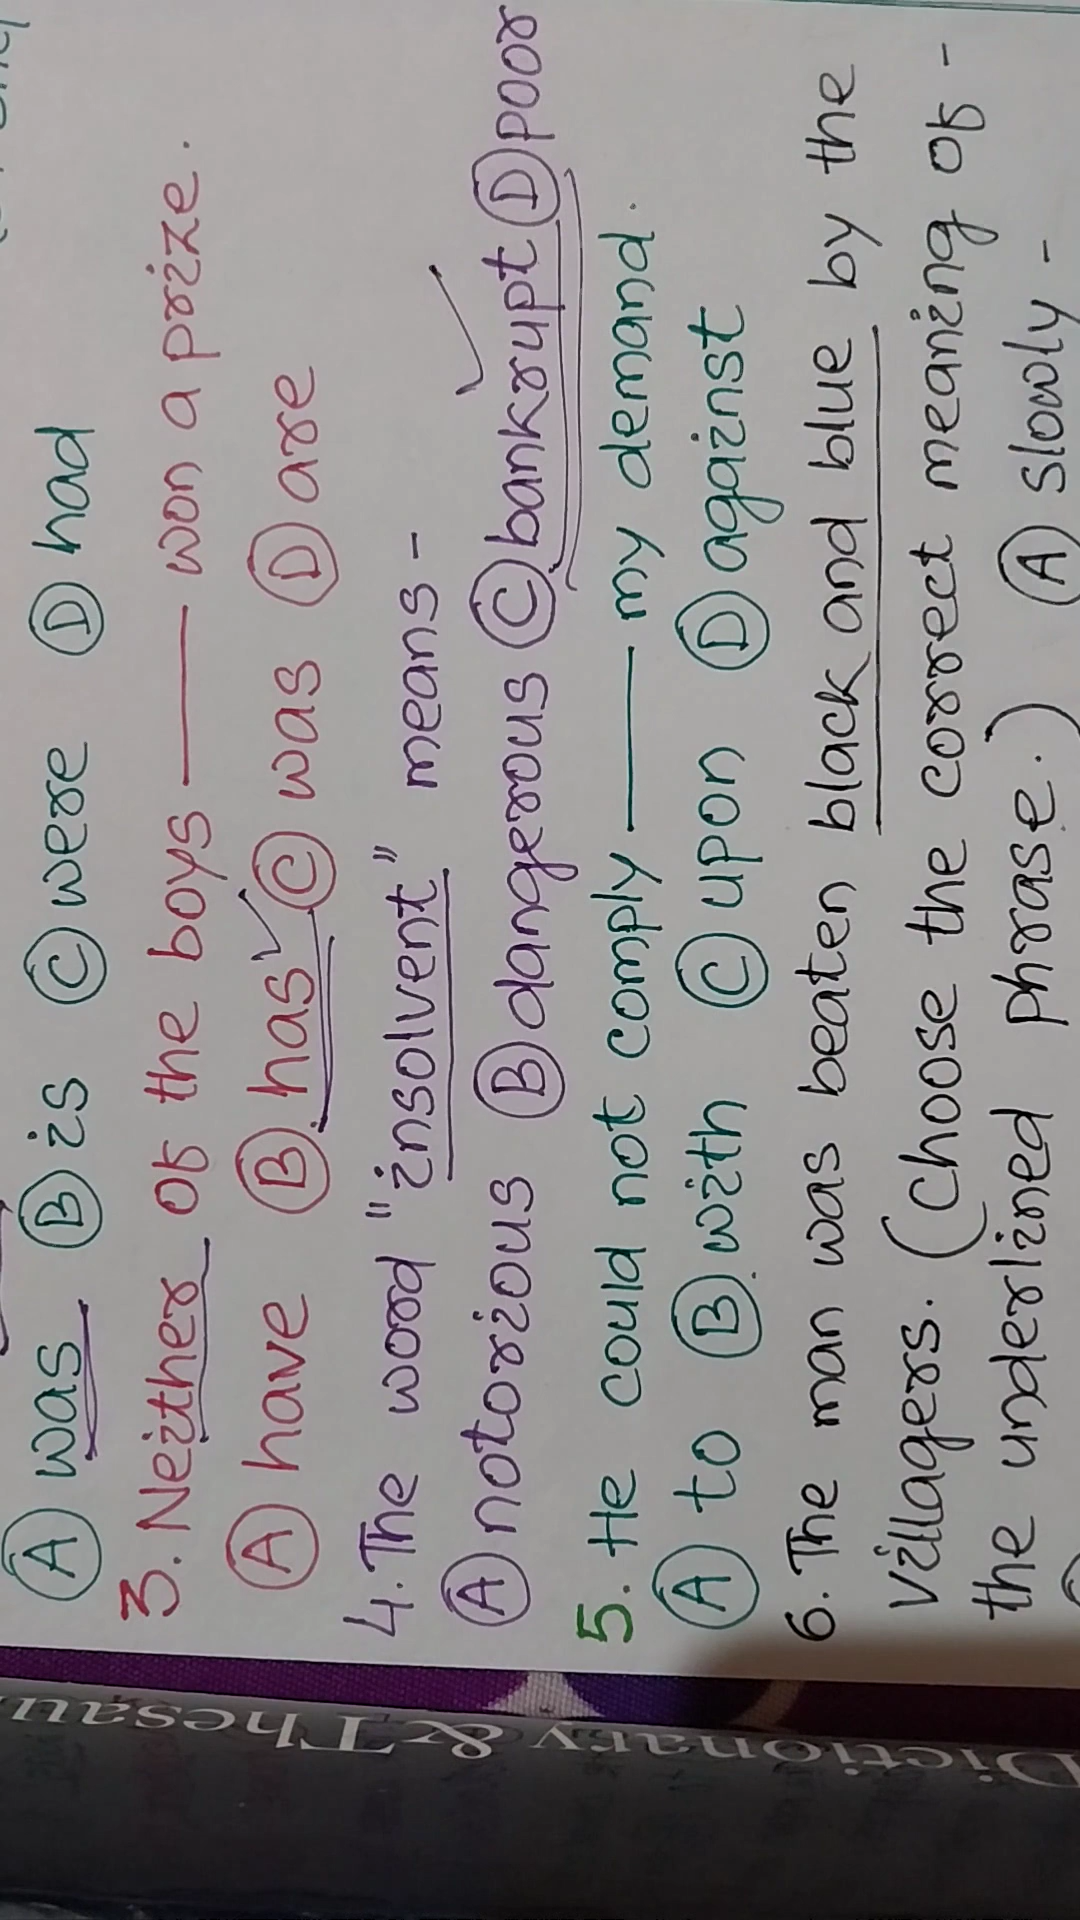 A was B is C were D had
3. Neither of the boys —— won a prize.
A have B has C was D are
4. The word "insolvent" means -
A notorious B dangerous C bankrupt D poor
5. He could not comply —— my demand.
A to B with C upon D against
6. The man was beaten black and blue by the
villagers. (Choose the correct meaning of -
the underlined phrase.) A slowly -
Dictionary & Thesau